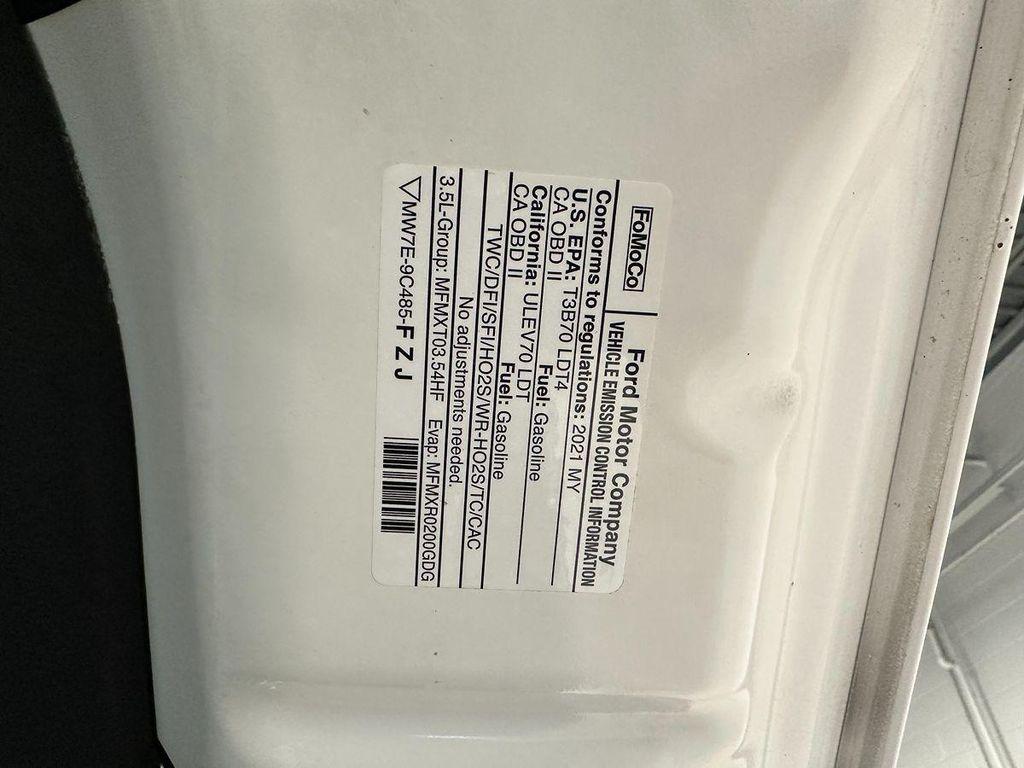 FoMoCo
Ford Motor Company
VEHICLE EMISSION CONTROL INFORMATION
Conforms to regulations: 2021 MY
U.S. EPA: T3B70 LDT4
CA OBD II Fuel: Gasoline
California: ULEV70 LDT
CA OBD II Fuel: Gasoline
TWC/DFI/SFI/HO2S/WR-HO2S/TC/CAC
No adjustments needed.
3.5L-Group: MFMXT03.54HF Evap: MFMXR0200GDG
MW7E-9C485-F Z J